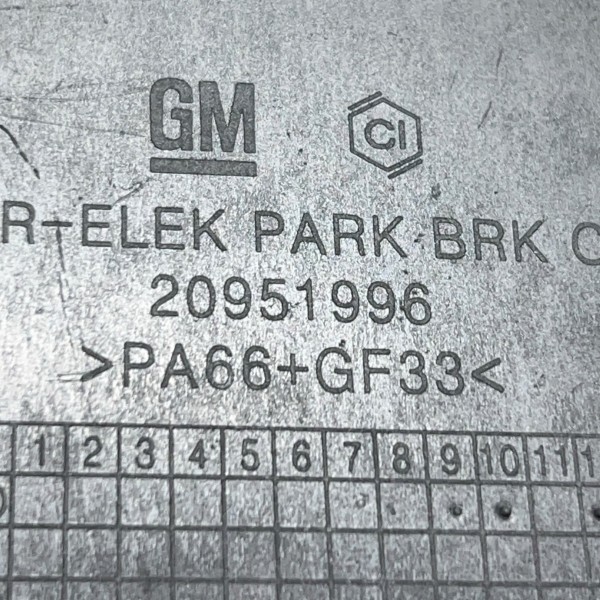 GM CI
R-ELEK PARK BRK C
20951996
>PA66+GF33<
1 2 3 4 5 6 7 8 9 10 11 1